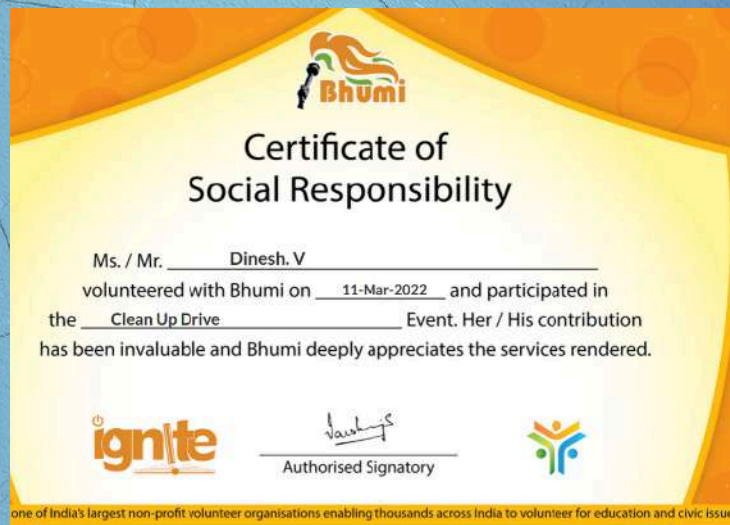 Bhumi
Certificate of
Social Responsibility
Ms. / Mr. Dinesh. V
volunteered with Bhumi on 11-Mar-2022 and participated in
the Clean Up Drive Event. Her / His contribution
has been invaluable and Bhumi deeply appreciates the services rendered.
ignite
Authorised Signatory
one of India's largest non-profit volunteer organisations enabling thousands across India to volunteer for education and civic issue